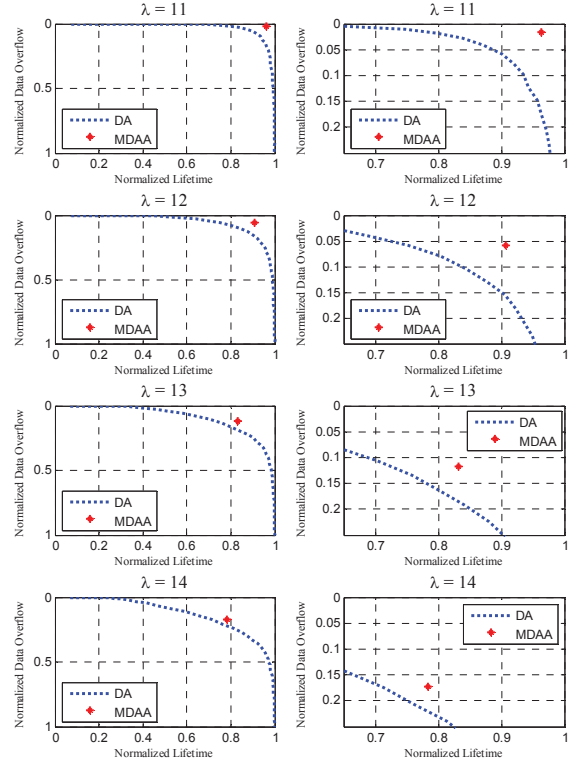 λ = 11
Normalized Data Overflow
0
0.5
1
0 0.2 0.4 0.6 0.8 1
Normalized Lifetime
DA
MDAA
λ = 11
Normalized Data Overflow
0
0.05
0.1
0.15
0.2
0.7 0.8 0.9 1
Normalized Lifetime
DA
MDAA
λ = 12
Normalized Data Overflow
0
0.5
1
0 0.2 0.4 0.6 0.8 1
Normalized Lifetime
DA
MDAA
λ = 12
Normalized Data Overflow
0
0.05
0.1
0.15
0.2
0.7 0.8 0.9 1
Normalized Lifetime
DA
MDAA
λ = 13
Normalized Data Overflow
0
0.5
1
0 0.2 0.4 0.6 0.8 1
Normalized Lifetime
DA
MDAA
λ = 13
Normalized Data Overflow
0
0.05
0.1
0.15
0.2
0.7 0.8 0.9 1
Normalized Lifetime
DA
MDAA
λ = 14
Normalized Data Overflow
0
0.5
1
0 0.2 0.4 0.6 0.8 1
Normalized Lifetime
DA
MDAA
λ = 14
Normalized Data Overflow
0
0.05
0.1
0.15
0.2
0.7 0.8 0.9 1
Normalized Lifetime
DA
MDAA